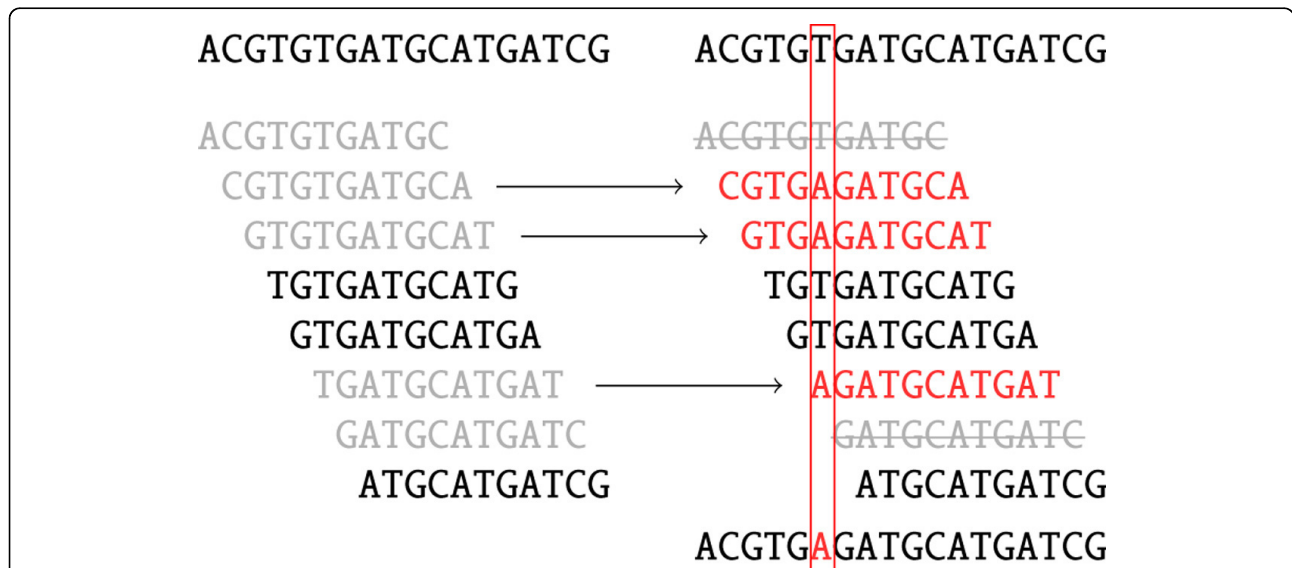 ACGTGTGATGCATGATCG ACGTGTGATGCATGATCG
ACGTGTGATGC ACGTGTGATGC
CGTGTGATGCA CGTGAGATGCA
GTGTGATGCAT GTGAGATGCAT
TGTGATGCATG TGTGATGCATG
GTGATGCATGA GTGATGCATGA
TGATGCATGAT AGATGCATGAT
GATGCATGATC GATGCATGATC
ATGCATGATCG ATGCATGATCG
ACGTGAGATGCATGATCG